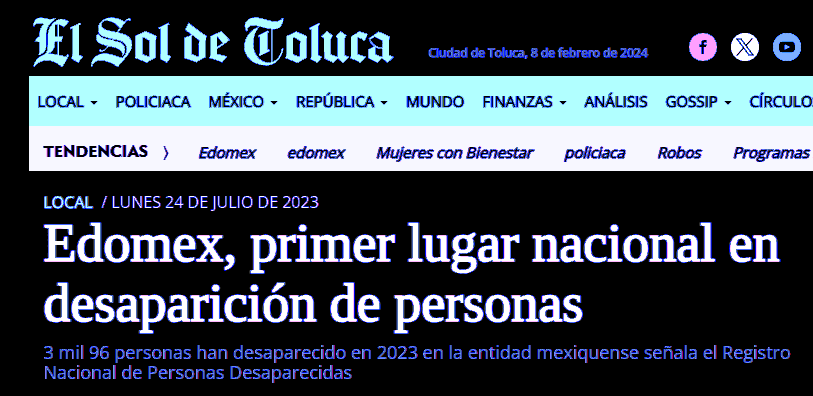 El Sol de Toluca
Ciudad de Toluca, 8 de febrero de 2024
LOCAL POLICIACA MÉXICO REPÚBLICA MUNDO FINANZAS ANÁLISIS GOSSIP CÍRCULO
TENDENCIAS Edomex edomex Mujeres con Bienestar policiaca Robos Programas
LOCAL / LUNES 24 DE JULIO DE 2023
Edomex, primer lugar nacional en
desaparición de personas
3 mil 96 personas han desaparecido en 2023 en la entidad mexiquense señala el Registro
Nacional de Personas Desaparecidas